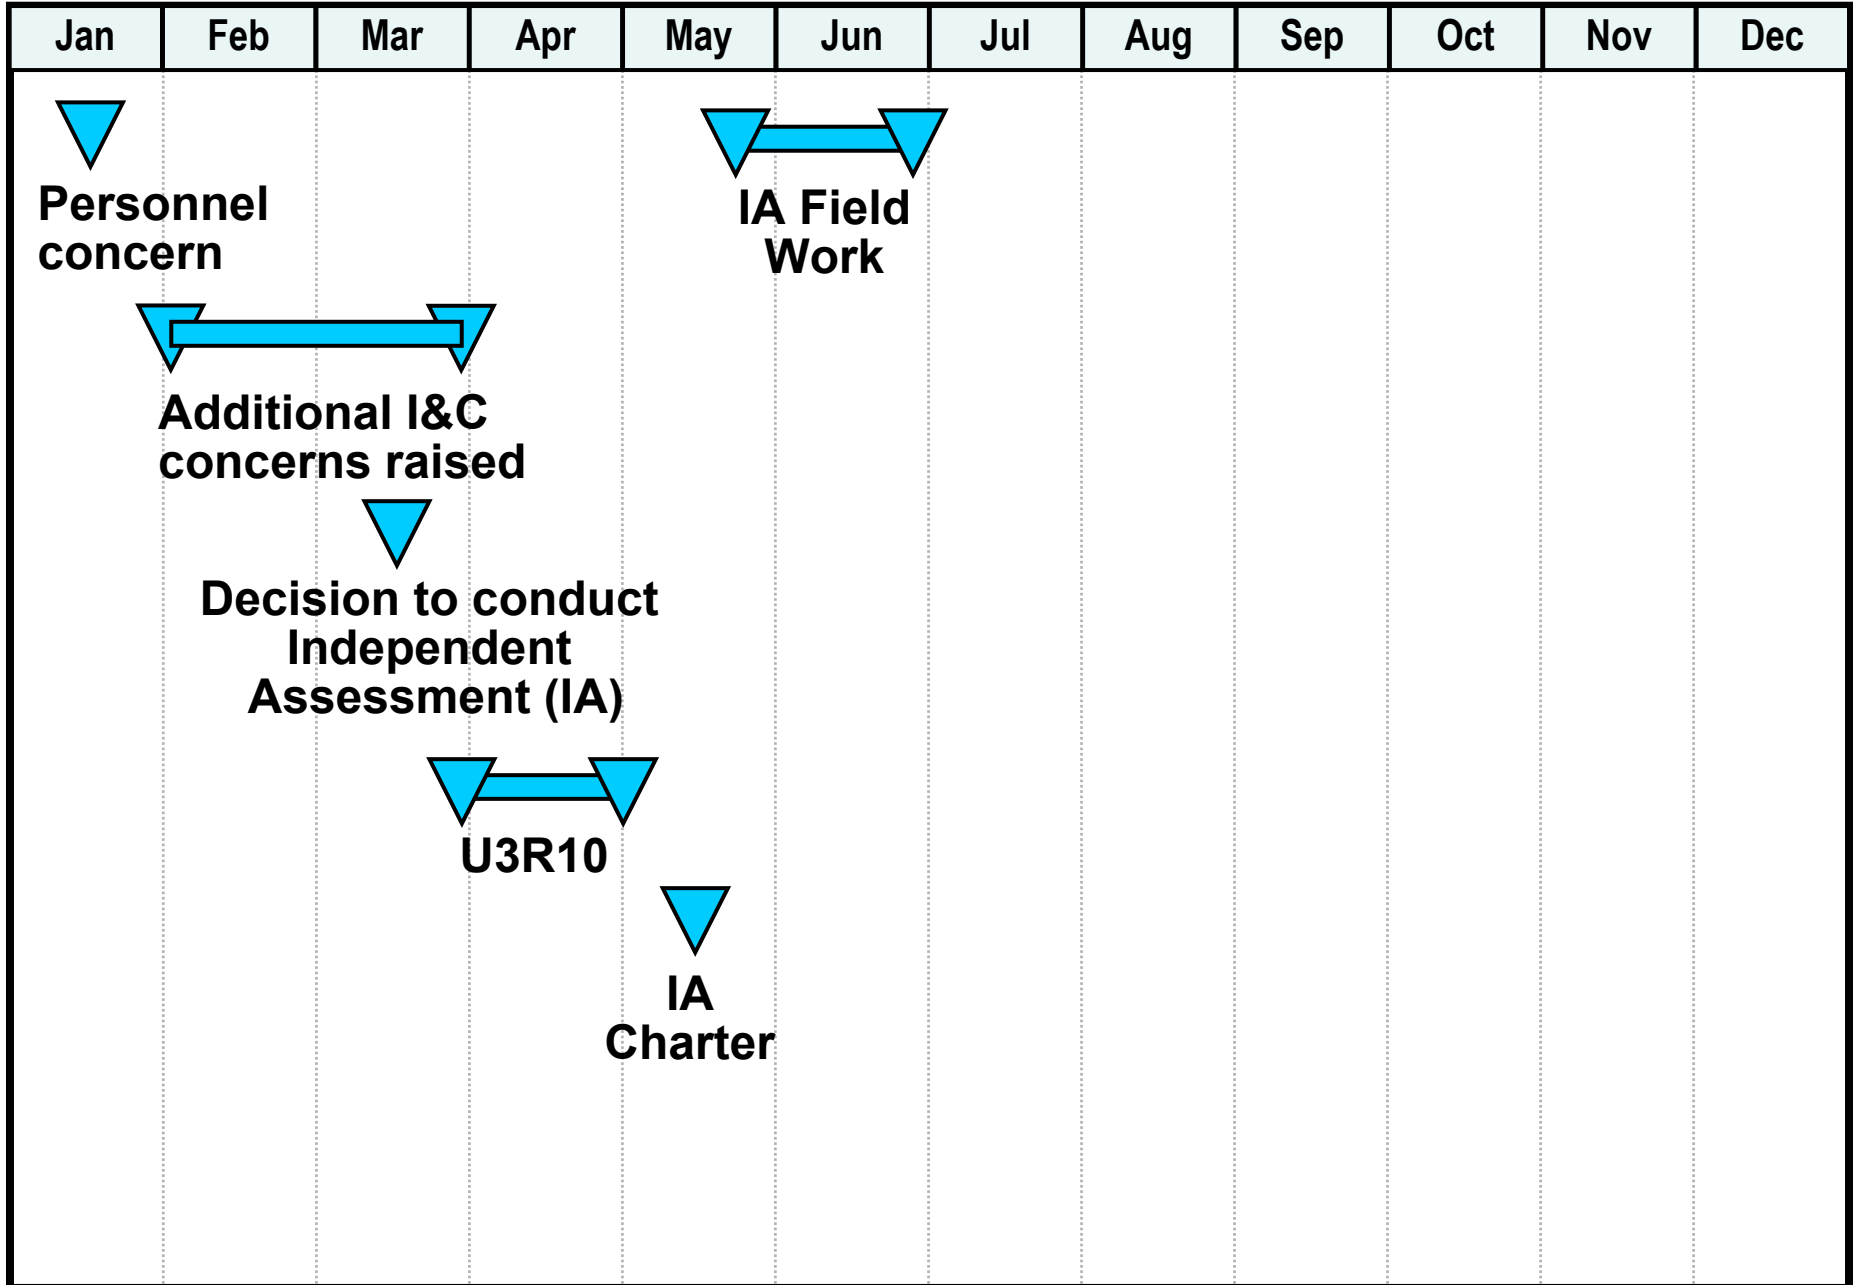 Jan Feb Mar Apr May Jun Jul Aug Sep Oct Nov Dec
Personnel
concern
IA Field
Work
Additional I&C
concerns raised
Decision to conduct
Independent
Assessment (IA)
U3R10
IA
Charter